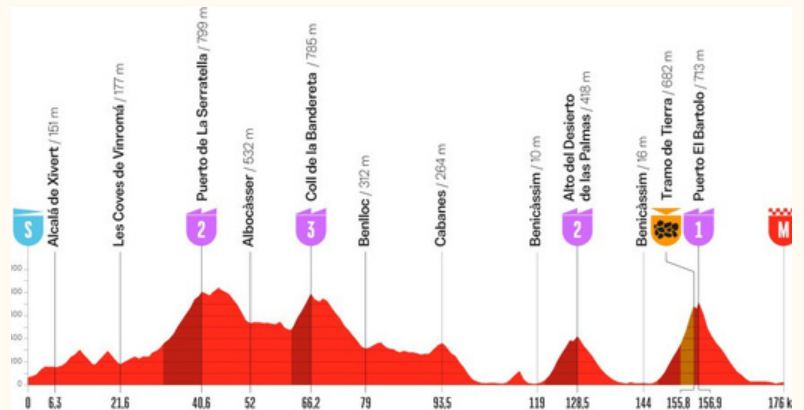 Alcalá de Xivert / 151 m
Les Coves de Vinromá / 177 m
Puerto de La Serratella / 799 m
Albocàsser / 532 m
Coll de la Bandereta / 785 m
Benlloc / 312 m
Cabanes / 264 m
Benicàssim / 10 m
Alto del Desierto
de las Palmas / 418 m
Benicàssim / 16 m
Tramo de Tierra / 682 m
Puerto El Bartolo / 713 m
S
2
3
2
1
M
0
0 6,3 21,6 40,6 52 66,2 79 93,5 119 128,5 144 155,8 156,9 176 k